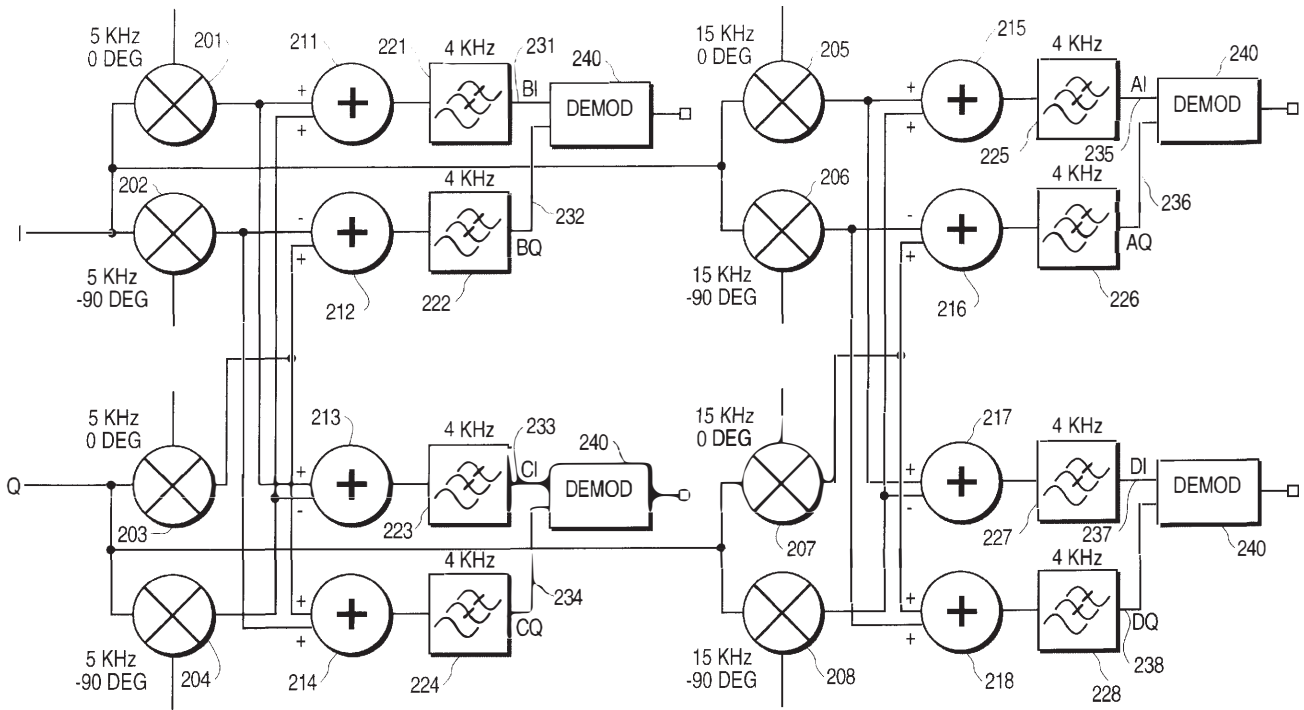 5 KHz
0 DEG
201
211
221
4 KHz
231
240
BI
DEMOD
+
+
202
-
+
4 KHz
232
BQ
I
5 KHz
-90 DEG
212
222
15 KHz
0 DEG
205
215
4 KHz
240
AI
DEMOD
+
+
225
235
206
4 KHz
236
-
+
AQ
15 KHz
-90 DEG
216
226
5 KHz
0 DEG
213
4 KHz
233
240
CI
DEMOD
+
-
Q
203
223
4 KHz
234
+
+
CQ
5 KHz
-90 DEG
204
214
224
15 KHz
0 DEG
217
4 KHz
DI
DEMOD
+
-
207
227
237
240
4 KHz
+
+
DQ
15 KHz
-90 DEG
208
218
228
238